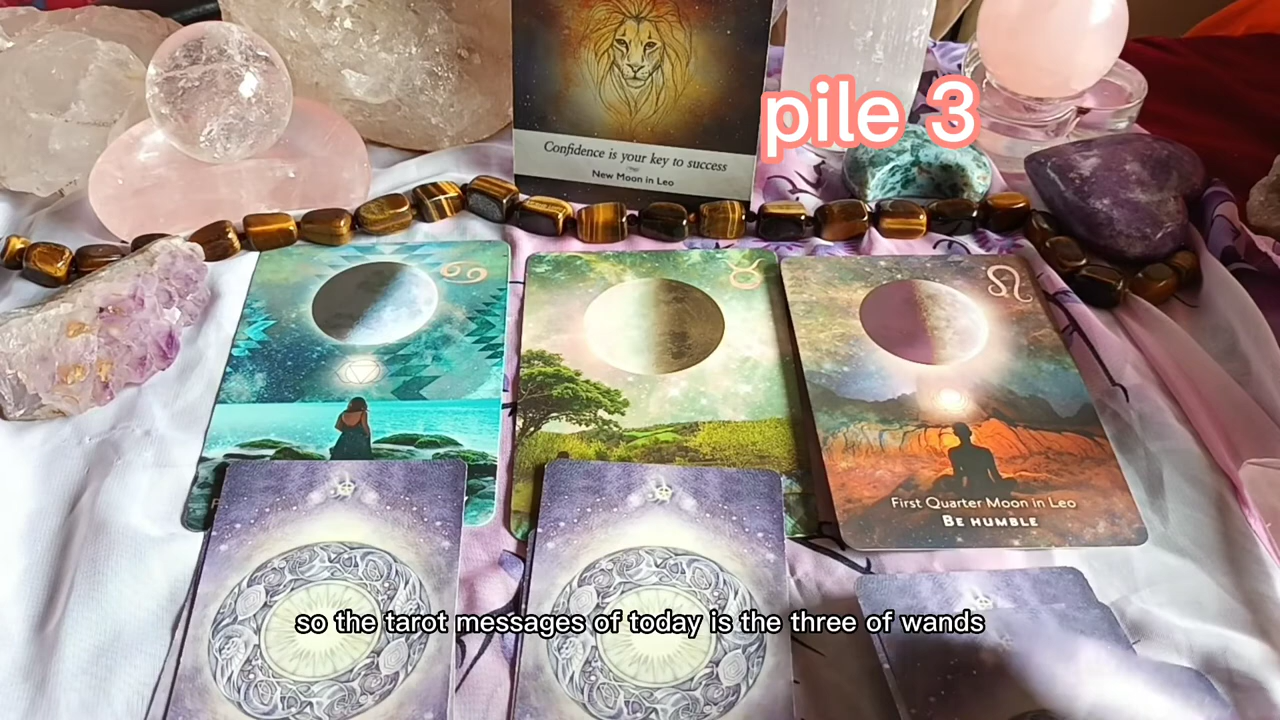 pile 3
Confidence is your key to success
New Moon in Leo
First Quarter Moon in Leo
BE HUMBLE
so the tarot messages of today is the three of wands